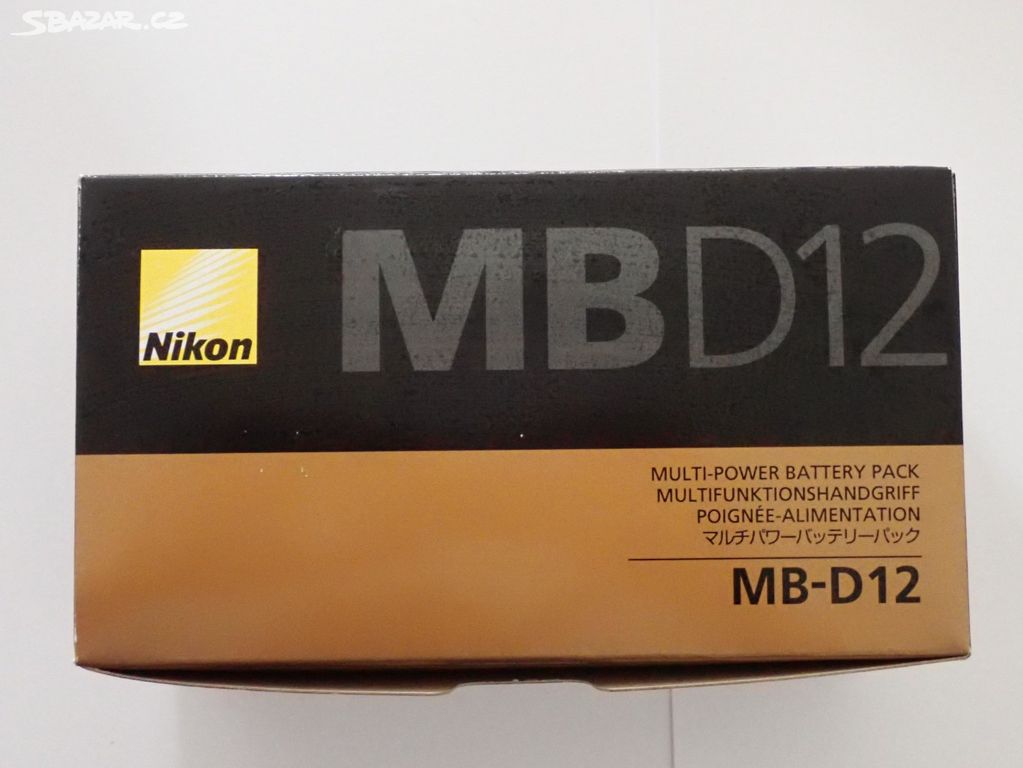 SBAZAR.CZ
Nikon
MBD12
MULTI-POWER BATTERY PACK
MULTIFUNKTIONSHANDGRIFF
POIGNÉE-ALIMENTATION
マルチパワーバッテリーパック
MB-D12